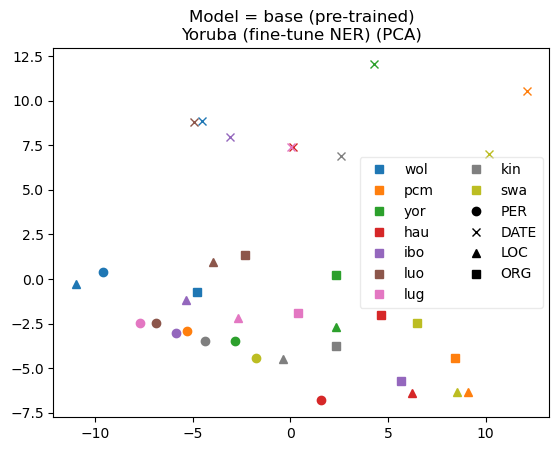 Model = base (pre-trained)
Yoruba (fine-tune NER) (PCA)
12.5
10.0
7.5
5.0
2.5
0.0
−2.5
−5.0
−7.5
−10
−5
0
5
10
wol
pcm
yor
hau
ibo
luo
lug
kin
swa
PER
DATE
LOC
ORG